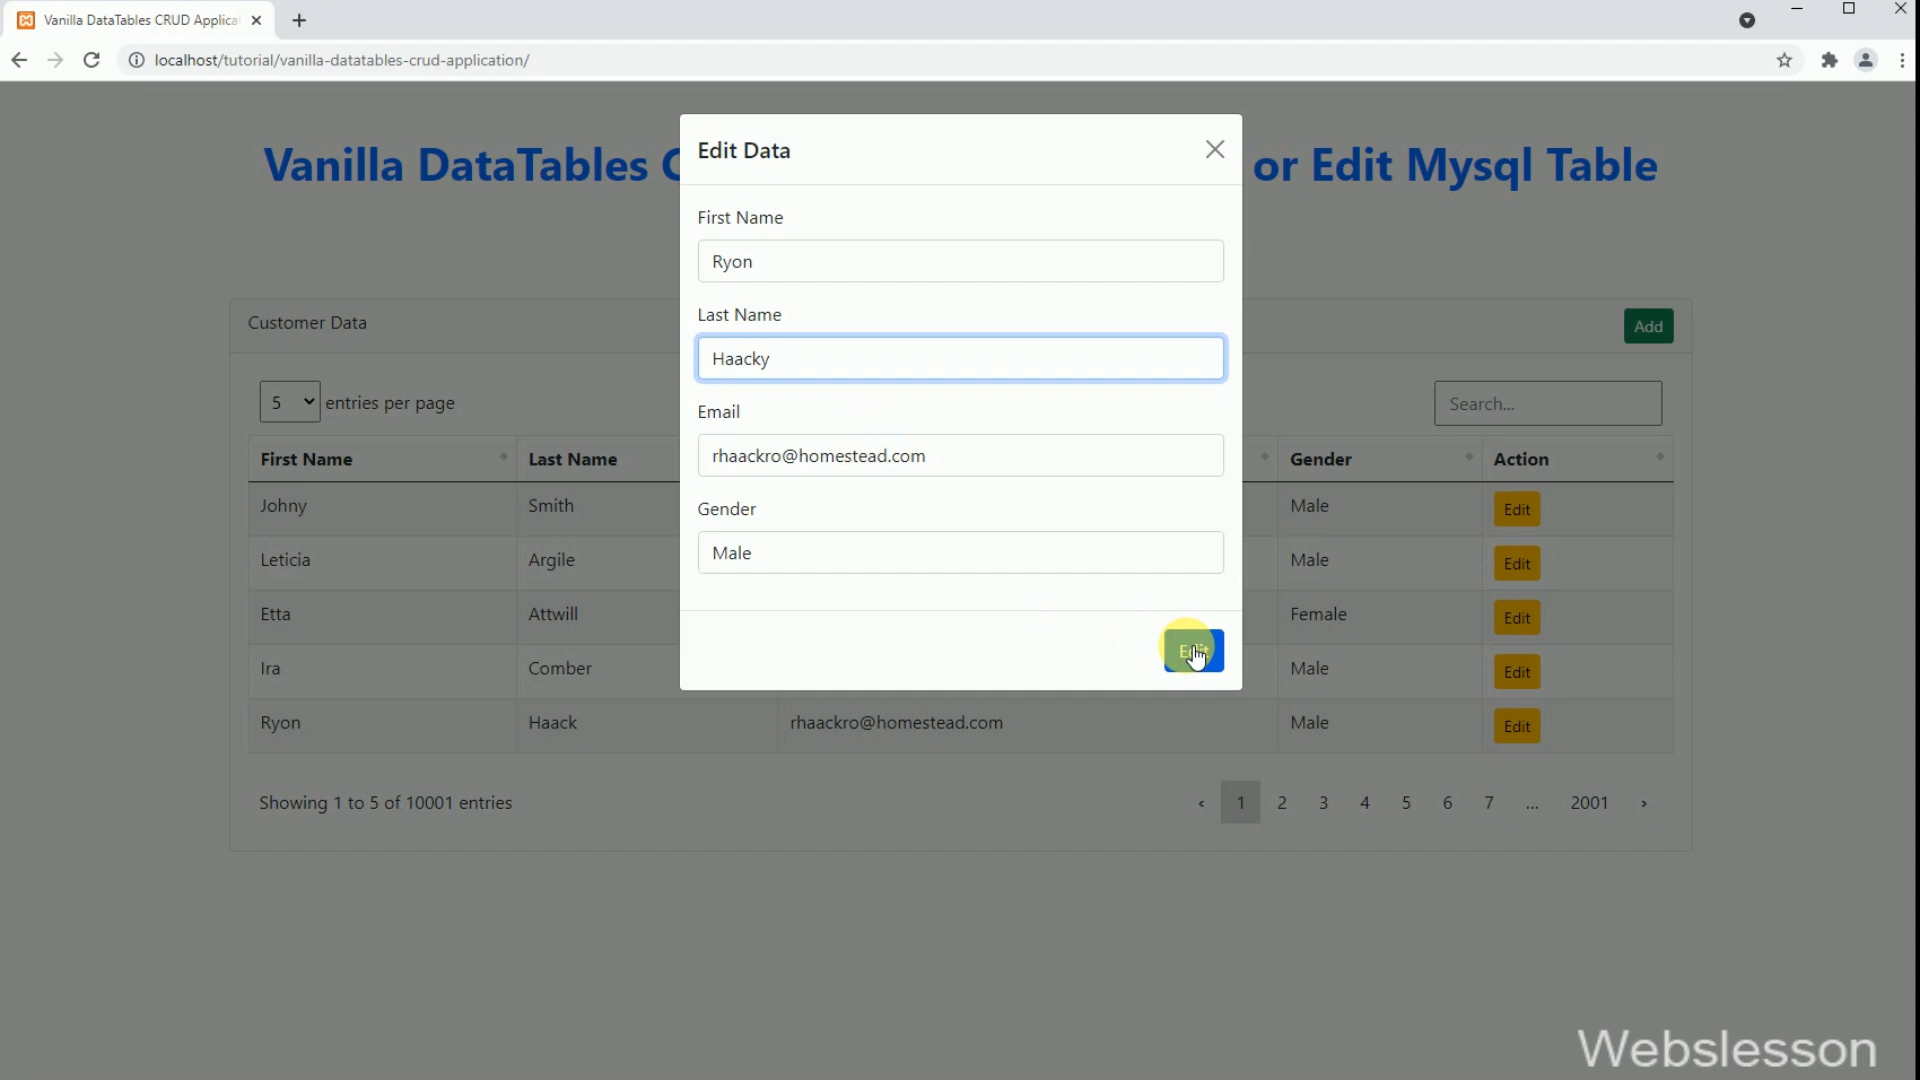 Vanilla DataTables CRUD Applica
localhost/tutorial/vanilla-datatables-crud-application/
Vanilla DataTables C or Edit Mysql Table
Edit Data
First Name
Ryon
Last Name
Haacky
Email
rhaackro@homestead.com
Gender
Male
Edit
Customer Data Add
5 entries per page Search...
First Name Last Name Gender Action
Johny Smith Male Edit
Leticia Argile Male Edit
Etta Attwill Female Edit
Ira Comber Male Edit
Ryon Haack rhaackro@homestead.com Male Edit
Showing 1 to 5 of 10001 entries ‹ 1 2 3 4 5 6 7 ... 2001 ›
Webslesson